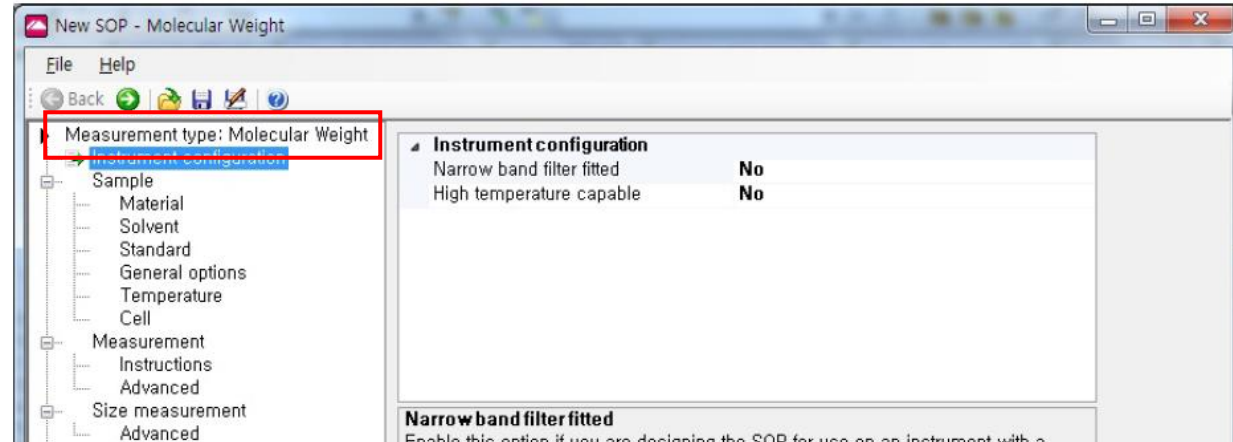 New SOP - Molecular Weight
File Help
Back
Measurement type: Molecular Weight
Instrument configuration
Sample
Material
Solvent
Standard
General options
Temperature
Cell
Measurement
Instructions
Advanced
Size measurement
Advanced
Instrument configuration
Narrow band filter fitted No
High temperature capable No
Narrow band filter fitted
Enable this option if you are designing the SOP for use on an instrument with a